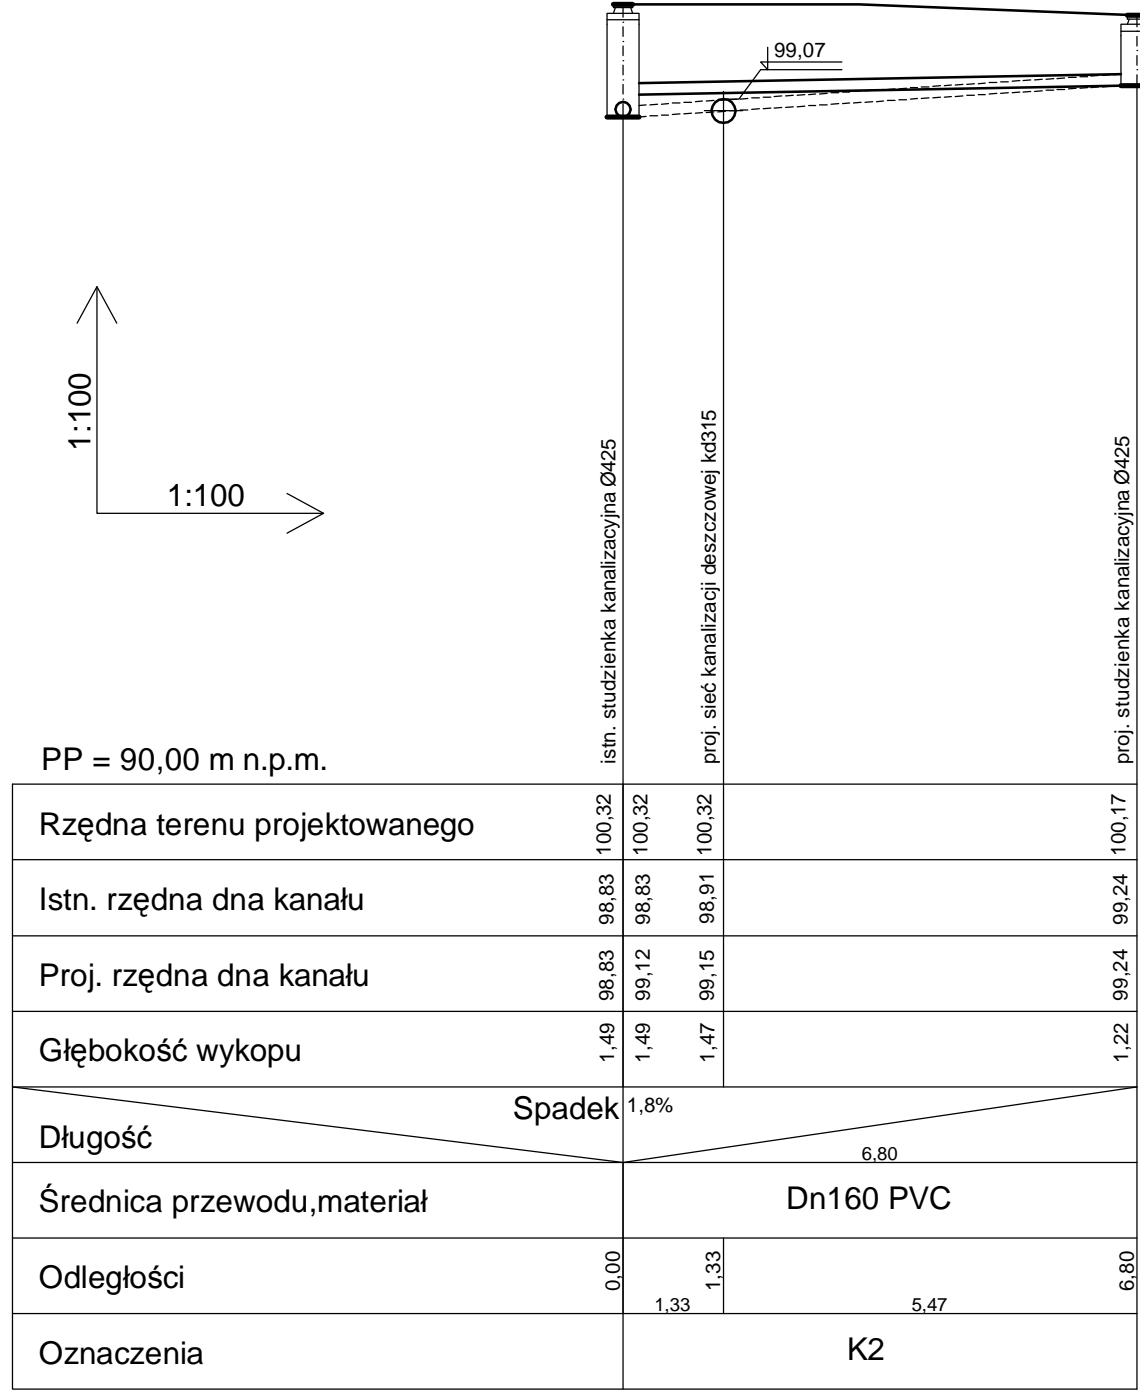 99,07
1:100
1:100
istn. studzienka kanalizacyjna Ø425
proj. sieć kanalizacji deszczowej kd315
proj. studzienka kanalizacyjna Ø425
PP = 90,00 m n.p.m.
Rzędna terenu projektowanego 100,32 100,32 100,32 100,17
Istn. rzędna dna kanału 98,83 98,83 98,91 99,24
Proj. rzędna dna kanału 98,83 99,12 99,15 99,24
Głębokość wykopu 1,49 1,49 1,47 1,22
Spadek 1,8%
Długość 6,80
Średnica przewodu,materiał Dn160 PVC
Odległości 0,00 1,33 6,80
1,33 5,47
Oznaczenia K2